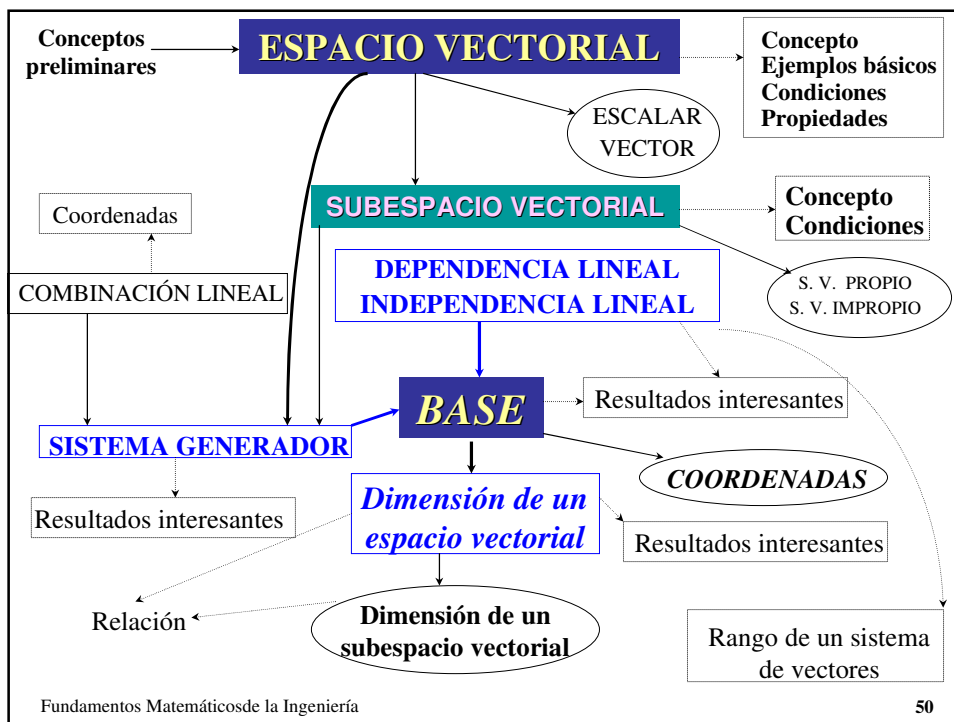 Conceptos
preliminares
ESPACIO VECTORIAL
Concepto
Ejemplos básicos
Condiciones
Propiedades
ESCALAR
VECTOR
Coordenadas
SUBESPACIO VECTORIAL
Concepto
Condiciones
COMBINACIÓN LINEAL
DEPENDENCIA LINEAL
INDEPENDENCIA LINEAL
S. V. PROPIO
S. V. IMPROPIO
BASE
Resultados interesantes
SISTEMA GENERADOR
COORDENADAS
Resultados interesantes
Dimensión de un
espacio vectorial
Resultados interesantes
Relación
Dimensión de un
subespacio vectorial
Rango de un sistema
de vectores
Fundamentos Matemáticosde la Ingeniería
50